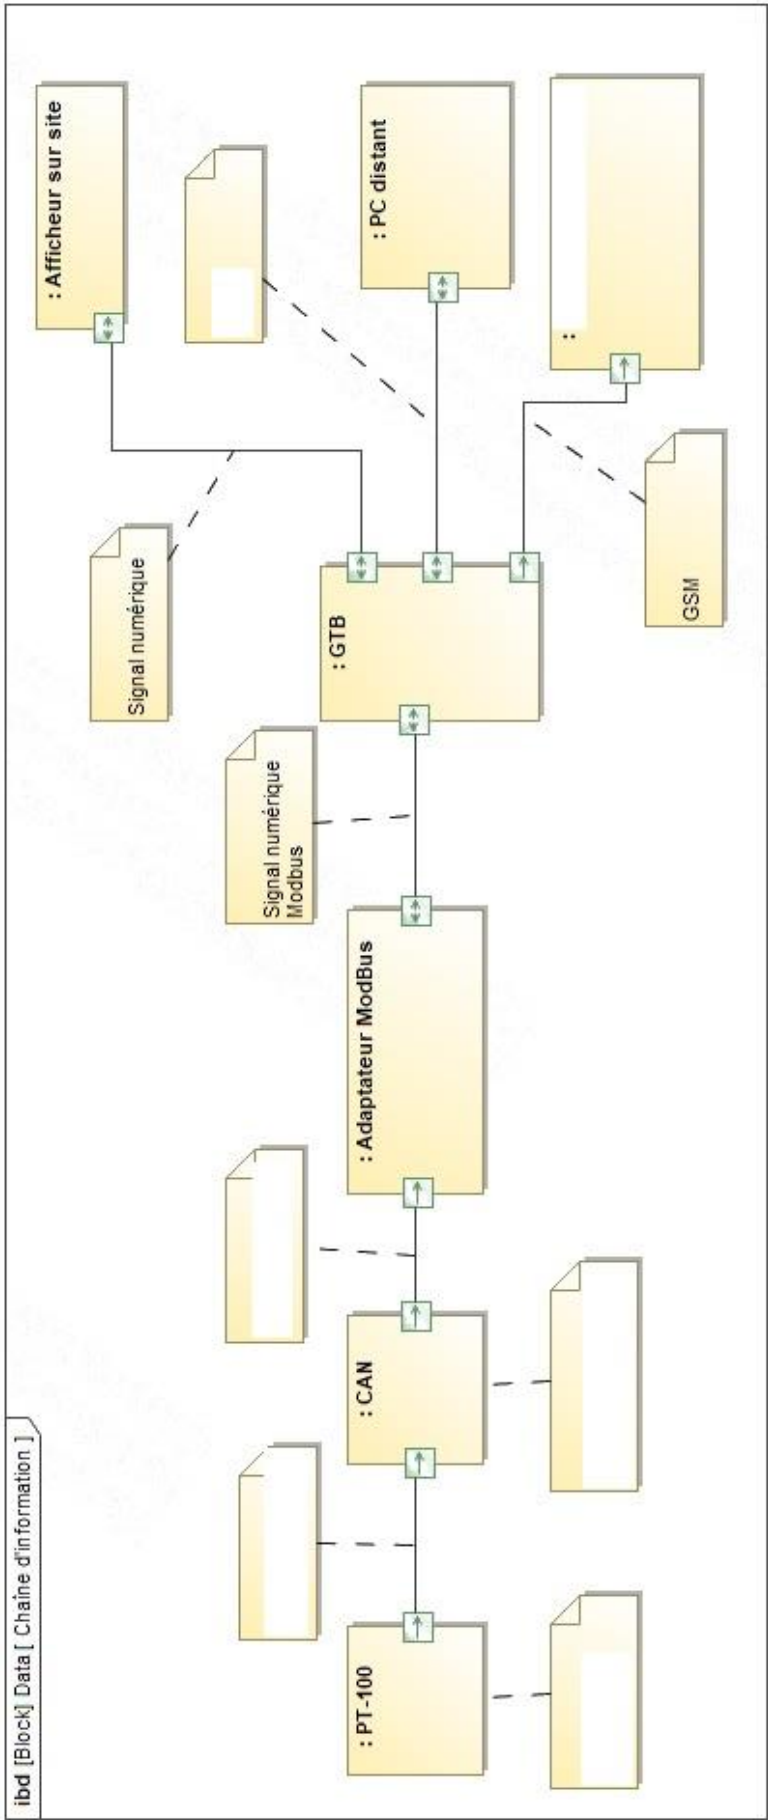 ibd [Block] Data [ Chaine d'information ]
: PT-100
: CAN
: Adaptateur ModBus
Signal numérique
Modbus
: GTB
Signal numérique
: Afficheur sur site
: PC distant
:
GSM